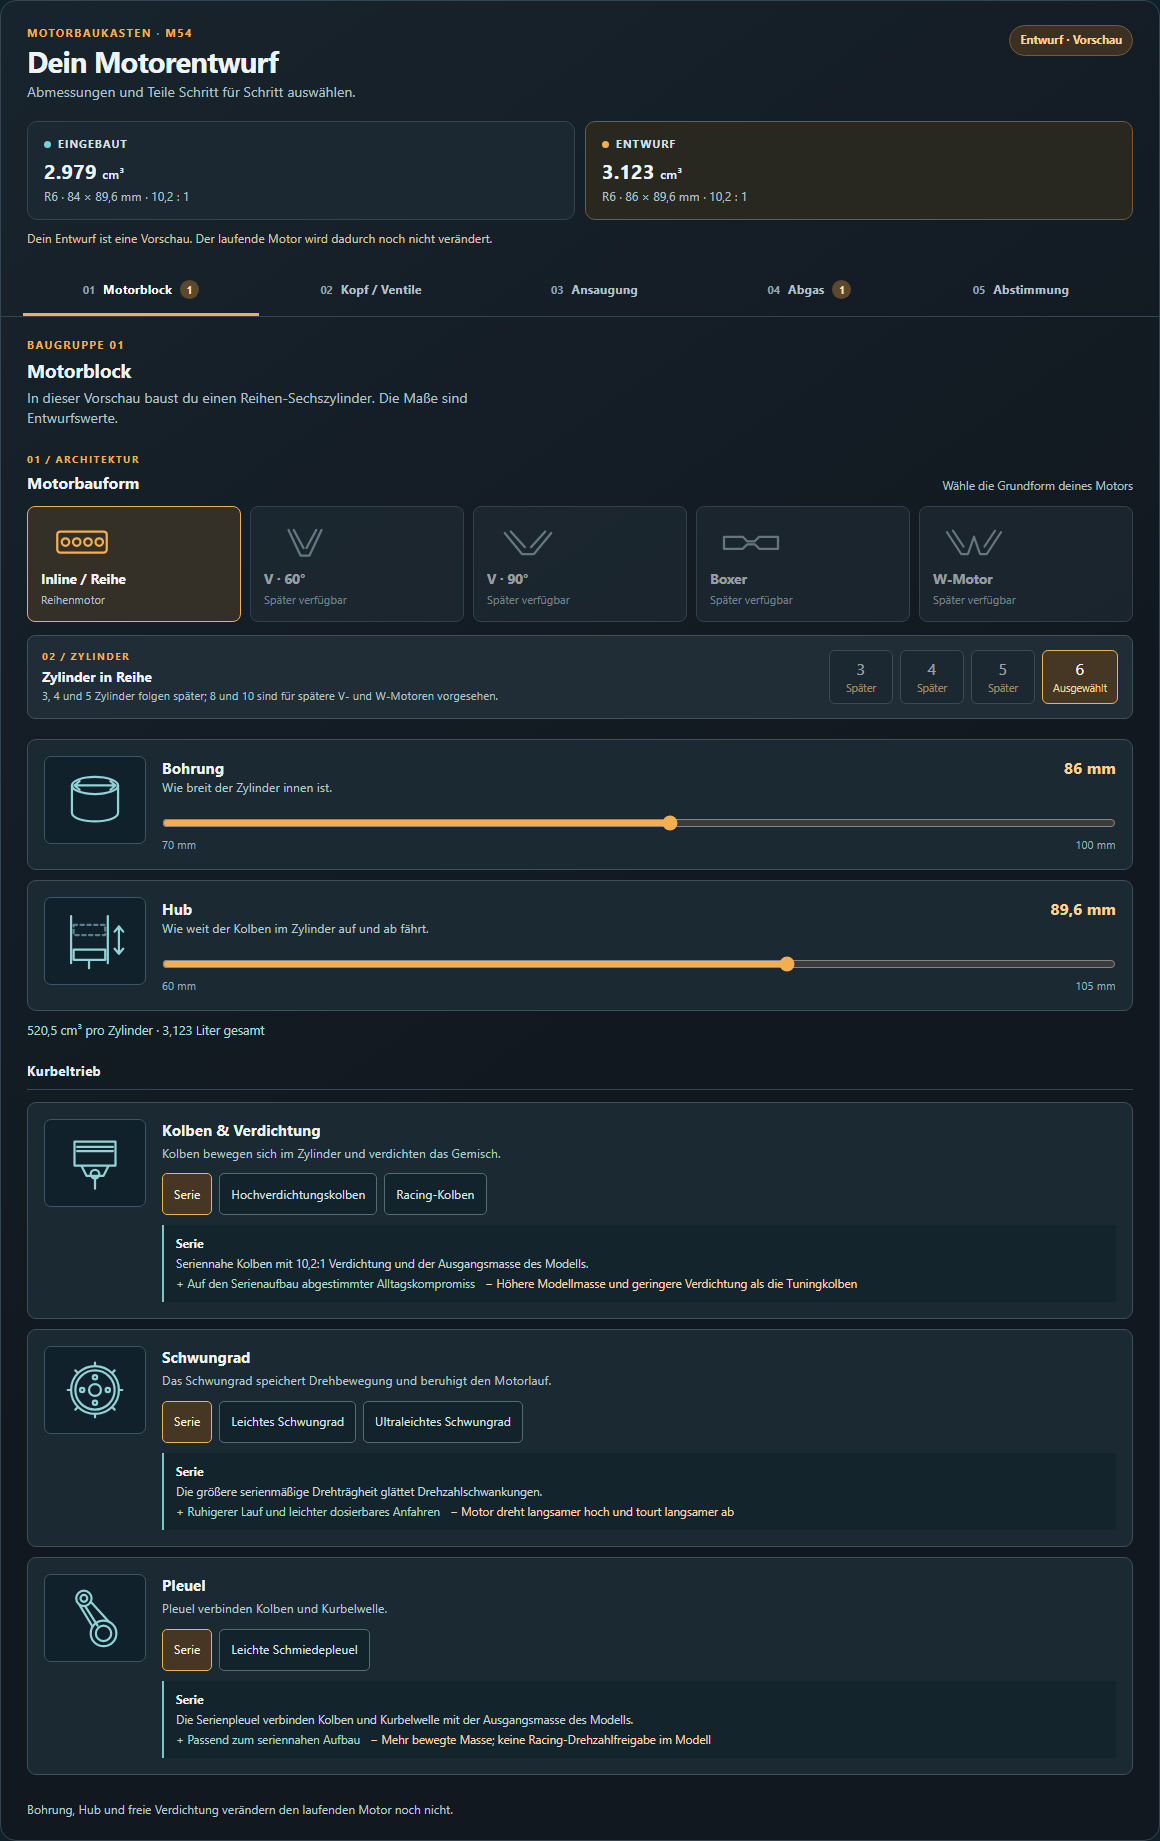 MOTORBAUKASTEN · M54
Dein Motorentwurf
Abmessungen und Teile Schritt für Schritt auswählen.
Entwurf · Vorschau
EINGEBAUT
2.979 cm³
R6 · 84 × 89,6 mm · 10,2 : 1
ENTWURF
3.123 cm³
R6 · 86 × 89,6 mm · 10,2 : 1
Dein Entwurf ist eine Vorschau. Der laufende Motor wird dadurch noch nicht verändert.
01 Motorblock 1
02 Kopf / Ventile
03 Ansaugung
04 Abgas 1
05 Abstimmung
BAUGRUPPE 01
Motorblock
In dieser Vorschau baust du einen Reihen-Sechszylinder. Die Maße sind
Entwurfswerte.
01 / ARCHITEKTUR
Motorbauform
Wähle die Grundform deines Motors
Inline / Reihe
Reihenmotor
V · 60°
Später verfügbar
V · 90°
Später verfügbar
Boxer
Später verfügbar
W-Motor
Später verfügbar
02 / ZYLINDER
Zylinder in Reihe
3, 4 und 5 Zylinder folgen später; 8 und 10 sind für spätere V- und W-Motoren vorgesehen.
3
Später
4
Später
5
Später
6
Ausgewählt
Bohrung
86 mm
Wie breit der Zylinder innen ist.
70 mm
100 mm
Hub
89,6 mm
Wie weit der Kolben im Zylinder auf und ab fährt.
60 mm
105 mm
520,5 cm³ pro Zylinder · 3,123 Liter gesamt
Kurbeltrieb
Kolben & Verdichtung
Kolben bewegen sich im Zylinder und verdichten das Gemisch.
Serie
Hochverdichtungskolben
Racing-Kolben
Serie
Seriennahe Kolben mit 10,2:1 Verdichtung und der Ausgangsmasse des Modells.
+ Auf den Serienaufbau abgestimmter Alltagskompromiss – Höhere Modellmasse und geringere Verdichtung als die Tuningkolben
Schwungrad
Das Schwungrad speichert Drehbewegung und beruhigt den Motorlauf.
Serie
Leichtes Schwungrad
Ultraleichtes Schwungrad
Serie
Die größere serienmäßige Drehträgheit glättet Drehzahlschwankungen.
+ Ruhigerer Lauf und leichter dosierbares Anfahren – Motor dreht langsamer hoch und tourt langsamer ab
Pleuel
Pleuel verbinden Kolben und Kurbelwelle.
Serie
Leichte Schmiedepleuel
Serie
Die Serienpleuel verbinden Kolben und Kurbelwelle mit der Ausgangsmasse des Modells.
+ Passend zum seriennahen Aufbau – Mehr bewegte Masse; keine Racing-Drehzahlfreigabe im Modell
Bohrung, Hub und freie Verdichtung verändern den laufenden Motor noch nicht.